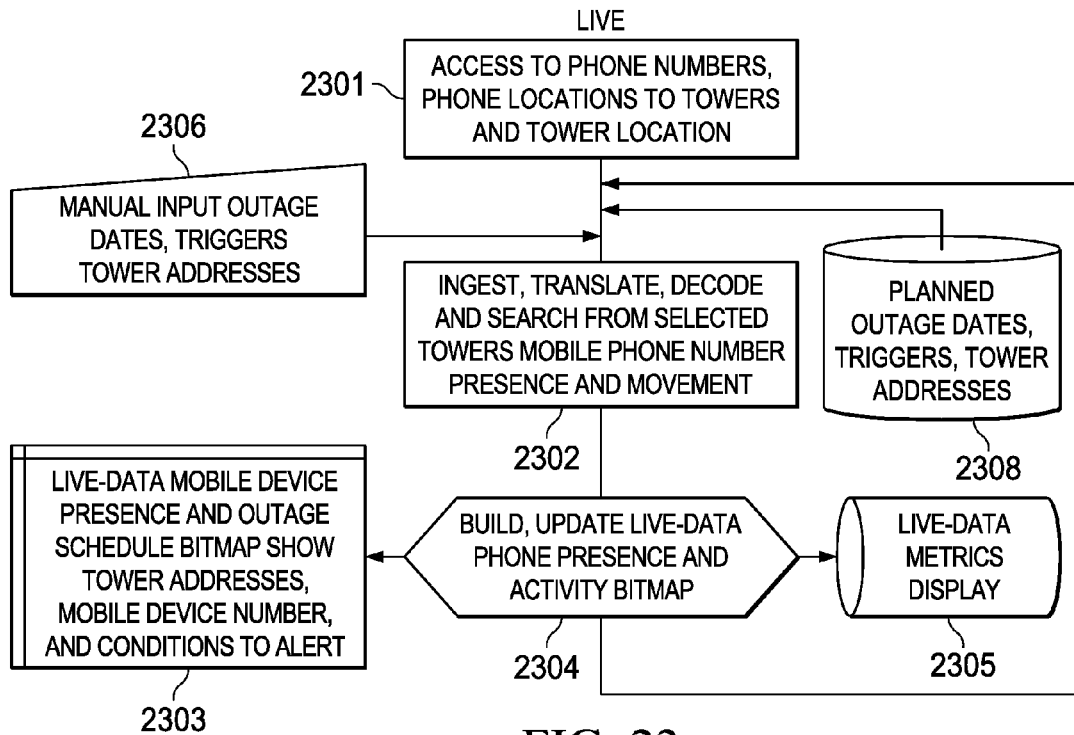 LIVE
2301
ACCESS TO PHONE NUMBERS,
PHONE LOCATIONS TO TOWERS
AND TOWER LOCATION
2306
MANUAL INPUT OUTAGE
DATES, TRIGGERS
TOWER ADDRESSES
INGEST, TRANSLATE, DECODE
AND SEARCH FROM SELECTED
TOWERS MOBILE PHONE NUMBER
PRESENCE AND MOVEMENT
2302
PLANNED
OUTAGE DATES,
TRIGGERS, TOWER
ADDRESSES
2308
LIVE-DATA MOBILE DEVICE
PRESENCE AND OUTAGE
SCHEDULE BITMAP SHOW
TOWER ADDRESSES,
MOBILE DEVICE NUMBER,
AND CONDITIONS TO ALERT
2303
BUILD, UPDATE LIVE-DATA
PHONE PRESENCE AND
ACTIVITY BITMAP
2304
LIVE-DATA
METRICS
DISPLAY
2305